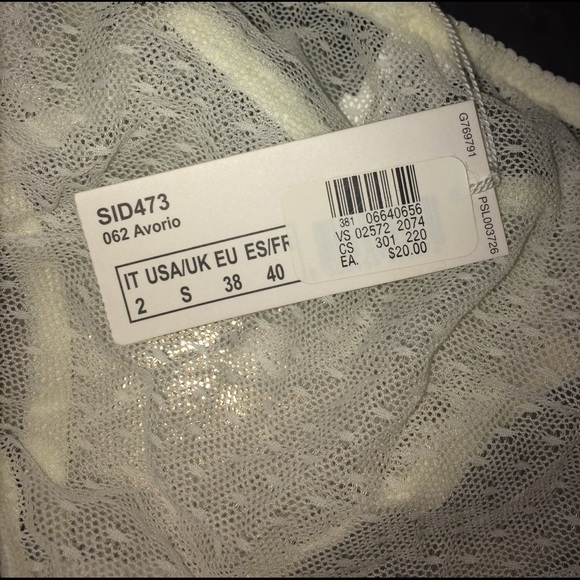 SID473
062 Avorio
IT USA/UK EU ES/FR
2 S 38 40
381 06640656
VS 02572 2074
CS 301 220
EA. $20.00
G769791
PSL003726